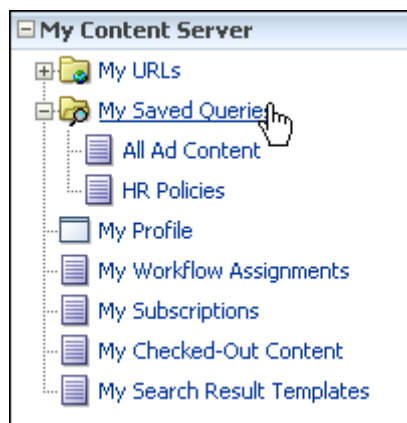 My Content Server
My URLs
My Saved Queries
All Ad Content
HR Policies
My Profile
My Workflow Assignments
My Subscriptions
My Checked-Out Content
My Search Result Templates